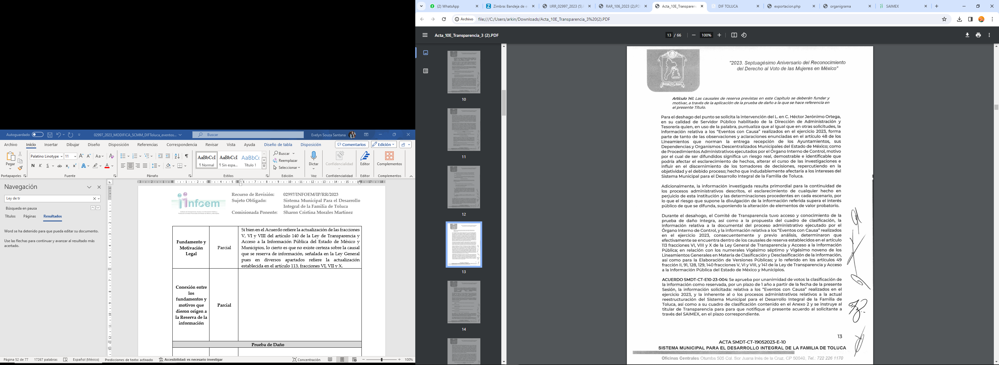 Autoguardado
02997_2023_MODIFICA_SCMM_DIFToluca_eventos...
Buscar
Evelyn Souza Santana
Archivo Inicio Insertar Dibujar Diseño Disposición Referencias Correspondencia Revisar Vista Ayuda Diseño de tabla Disposición
Comentarios
Edición
Pegar
Palatino Linotype 11
N K S
Buscar
Reemplazar
Seleccionar
AaBbCcI AaBbCcI AaBbCc
¶ Normal ¶ Sin espa... Título 1
Dictar
Confidencialidad
Editor
Complementos
Portapapeles Fuente Párrafo Estilos Edición Voz Confidencialidad Editor Complementos
Navegación
Ley de tr
Búsqueda en pausa
Títulos Páginas Resultados
Word se ha detenido para que pueda editar su documento.
Use las flechas para continuar y avanzar al resultado más
acertado.
infoem
Recurso de Revisión: 02997/INFOEM/IP/RR/2023
Sujeto Obligado: Sistema Municipal Para el Desarrollo
Integral de la Familia de Toluca
Comisionada Ponente: Sharon Cristina Morales Martínez
Fundamento y
Motivación
Legal
Parcial
Si bien en el Acuerdo refiere la actualización de las fracciones
V, VI y VIII del artículo 140 de la Ley de Transparencia y
Acceso a la Información Pública del Estado de México y
Municipios, lo cierto es que no existe certeza sobre la causal
que se reserva de información, señalada en la Ley General
pues en diversos apartados refiere la actualización
establecida en el artículo 113, fracciones VI, VII y X.
Conexión entre
los
fundamentos y
motivos que
dieron origen a
la Reserva de la
información
Parcial
Prueba de Daño
Página 52 de 77 17267 palabras Español (México) Predicciones de texto: activado Accesibilidad: es necesario investigar
Concentración
100%
(2) WhatsApp
Zimbra: Bandeja de e
IJRR_02997_2023 (5).
RAR_106_2023 (2).PD
Acta_10E_Transparen
DIF TOLUCA
exportacion.php
organigrama
SAIMEX
Archivo file:///C:/Users/arkin/Downloads/Acta_10E_Transparencia_3%20(2).PDF
Acta_10E_Transparencia_3 (2).PDF
13 / 66
100%
10
11
12
13
14
"2023. Septuagésimo Aniversario del Reconocimiento
del Derecho al Voto de las Mujeres en México"
Artículo 141. Las causales de reserva previstas en este Capítulo se deberán fundar y
motivar, a través de la aplicación de la prueba de daño a la que se hace referencia en
el presente Título.
Para el deshago del punto se solicita la intervención del L. en C. Héctor Jerónimo Ortega,
en su calidad de Servidor Público habilitado de la Dirección de Administración y
Tesorería quien, en uso de la palabra, puntualiza que al igual que en otras solicitudes, la
información relativa a los "Eventos con Causa" realizados en el ejercicio 2023, forma
parte de tanto de las observaciones y aclaraciones enunciadas en el artículo 48 de los
Lineamientos que norman la entrega recepción de los Ayuntamientos, sus
Dependencias y Organismos Descentralizados Municipales del Estado de México; como
de Procedimientos Administrativos ejecutados por el Órgano Interno de Control, motivo
por el cual de ser difundidos significa un riesgo real, demostrable e identificable que
podría afectar el esclarecimiento de hechos, alterar el curso de las investigaciones e
influir en el discernimiento de los tomadores de decisiones, repercutiendo en la
objetividad y el debido proceso; hecho que indudablemente afectaría a los intereses del
Sistema Municipal para el Desarrollo Integral de la Familia de Toluca.
Adicionalmente, la información investigada resulta primordial para la continuidad de
los procesos administrativos descritos, el esclarecimiento de cualquier hecho en
perjuicio de esta institución y las determinaciones procedentes en cada escenario, por
lo que el riesgo que supone la divulgación de la información referida supera el interés
público de que se difunda, suponiendo la alteración de elementos de valor probatorio.
Durante el desahogo, el Comité de Transparencia tuvo acceso y conocimiento de la
prueba de daño íntegra, así como a la propuesta del cuadro de clasificación, la
información relativa a la documental del proceso administrativo ejecutado por el
Órgano Interno de Control, y la información relativa a los "Eventos con Causa" realizados
en el ejercicio 2023, consecuentemente y previo análisis, determinaron que
efectivamente se encuentra dentro de los causales de reserva establecidos en el artículo
113 fracciones VI, VIII y X de la Ley General de Transparencia y Acceso a la Información
Pública; en relación con los numerales Vigésimo séptimo y Vigésimo noveno de los
Lineamientos Generales en Materia de Clasificación y Desclasificación de la Información,
así como para la Elaboración de Versiones Públicas; y lo referido en los artículos 49
fracción II, 91, 128, 129, 140 fracciones V, VI y VIII, y 141 de la Ley de Transparencia y Acceso
a la Información Pública del Estado de México y Municipios.
ACUERDO SMDT-CT-E10-23-004: Se aprueba por unanimidad de votos la clasificación de
la información como reservada, por un plazo de 1 año a partir de la fecha de la presente
Sesión, la información solicitada: relativa a los "Eventos con Causa" realizados en el
ejercicio 2023, y la inherente al o los procesos administrativos relativos a la actual
reestructuración del Sistema Municipal para el Desarrollo Integral de la Familia de
Toluca, así como a su cuadro de clasificación contenido en el Anexo 2 y se instruye al
titular de Transparencia para para que notifique el presente acuerdo al solicitante a
través del SAIMEX, en el plazo correspondiente.
13
ACTA SMDT-CT-19052023-E-10
SISTEMA MUNICIPAL PARA EL DESARROLLO INTEGRAL DE LA FAMILIA DE TOLUCA
Oficinas Centrales Otumba 505 Col. Sor Juana Inés de la Cruz. CP 50040, Tel.: 722 226 1170